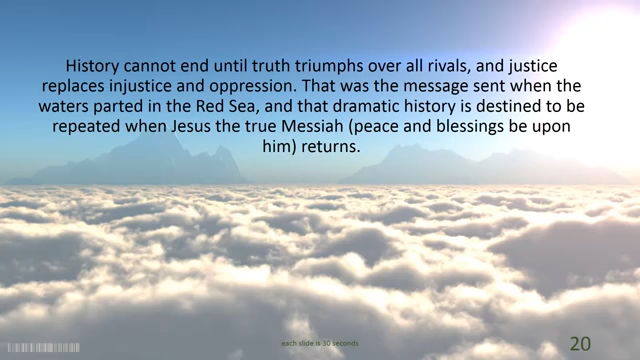 History cannot end until truth triumphs over all rivals, and justice
replaces injustice and oppression. That was the message sent when the
waters parted in the Red Sea, and that dramatic history is destined to be
repeated when Jesus the true Messiah (peace and blessings be upon
him) returns.
each slide is 30 seconds
20